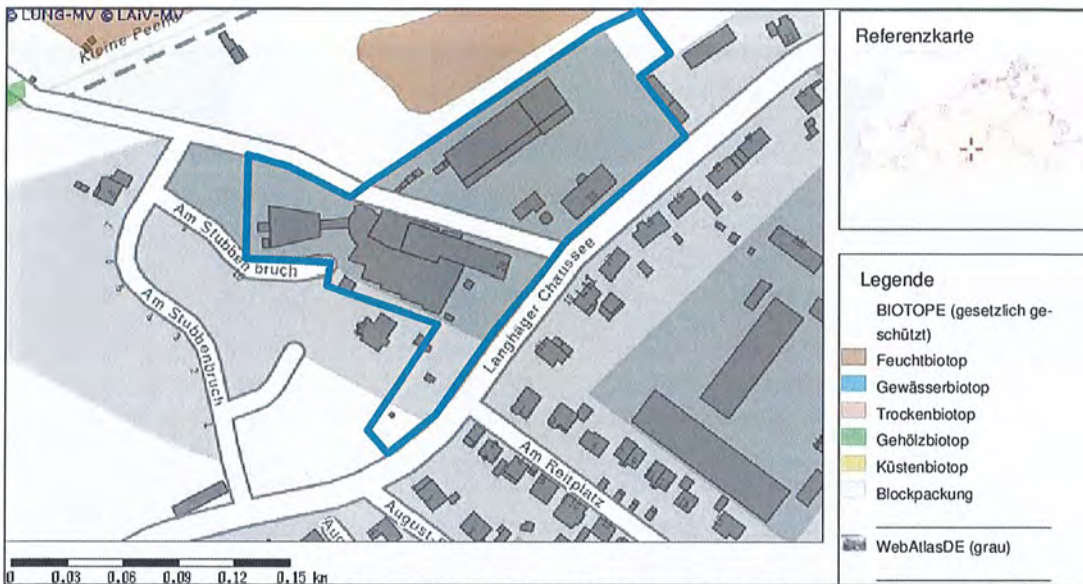 © LUNG-MV © LAiV-MV
Kleine Peene
Am Stubbenbruch
Am Stubbenbruch
Langhäger Chaussee
Am Reitplatz
August-
0 0.03 0.06 0.09 0.12 0.15 km
Referenzkarte
Legende
BIOTOPE (gesetzlich ge-
schützt)
Feuchtbiotop
Gewässerbiotop
Trockenbiotop
Gehölzbiotop
Küstenbiotop
Blockpackung
WebAtlasDE (grau)